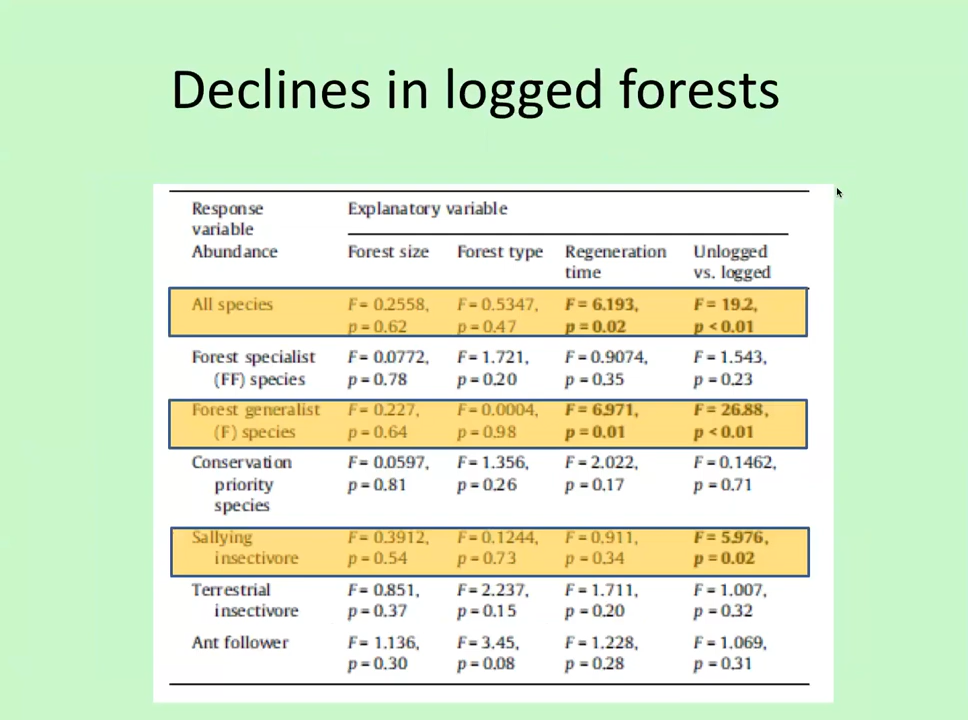 Declines in logged forests
Response Explanatory variable
variable
Abundance Forest size Forest type Regeneration Unlogged
time vs. logged
All species F = 0.2558, F = 0.5347, F = 6.193, F = 19.2,
p = 0.62 p = 0.47 p = 0.02 p < 0.01
Forest specialist F = 0.0772, F = 1.721, F = 0.9074, F = 1.543,
(FF) species p = 0.78 p = 0.20 p = 0.35 p = 0.23
Forest generalist F = 0.227, F = 0.0004, F = 6.971, F = 26.88,
(F) species p = 0.64 p = 0.98 p = 0.01 p < 0.01
Conservation F = 0.0597, F = 1.356, F = 2.022, F = 0.1462,
priority p = 0.81 p = 0.26 p = 0.17 p = 0.71
species
Sallying F = 0.3912, F = 0.1244, F = 0.911, F = 5.976,
insectivore p = 0.54 p = 0.73 p = 0.34 p = 0.02
Terrestrial F = 0.851, F = 2.237, F = 1.711, F = 1.007,
insectivore p = 0.37 p = 0.15 p = 0.20 p = 0.32
Ant follower F = 1.136, F = 3.45, F = 1.228, F = 1.069,
p = 0.30 p = 0.08 p = 0.28 p = 0.31